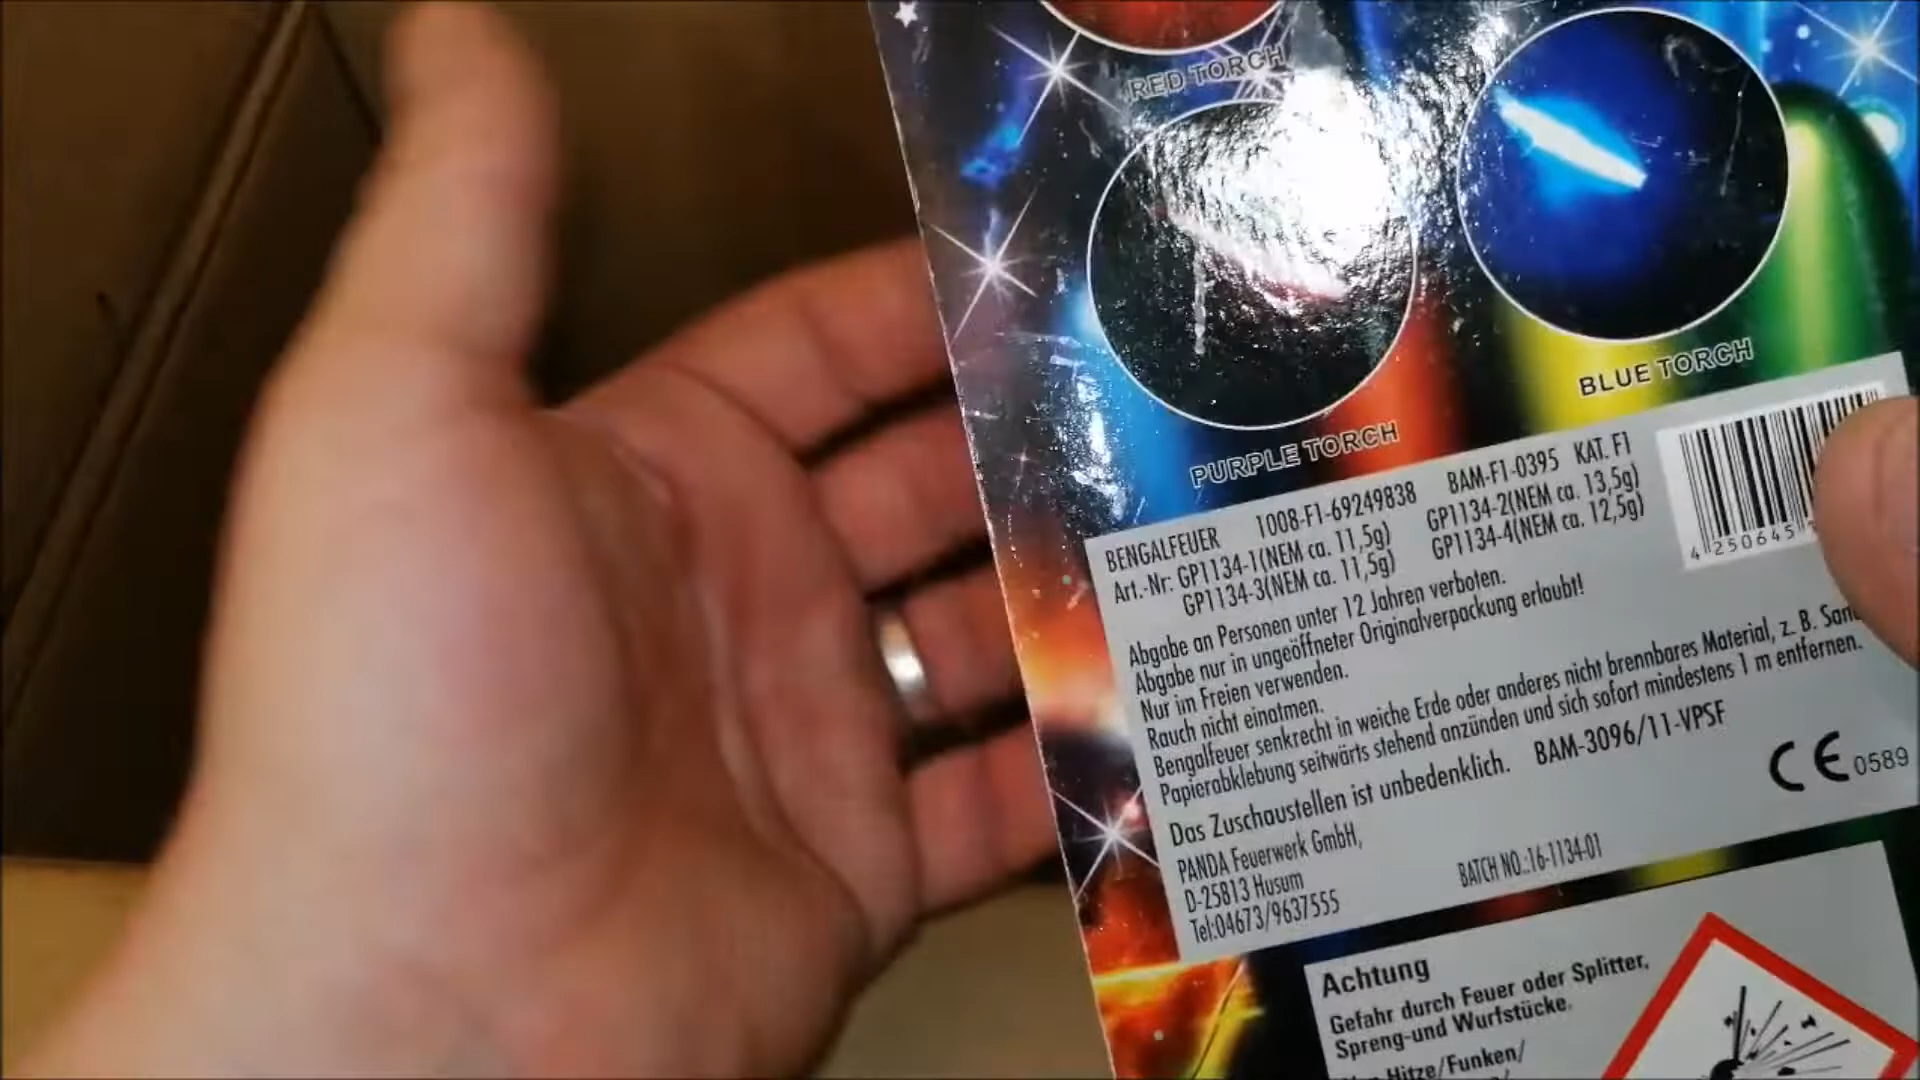 RED TORCH
BLUE TORCH
PURPLE TORCH
BENGALFEUER 1008-F1-69249838 BAM-F1-0395 KAT. F1
Art.-Nr: GP1134-1(NEM ca. 11,5g) GP1134-2(NEM ca. 13,5g)
GP1134-3(NEM ca. 11,5g) GP1134-4(NEM ca. 12,5g)
4 250645
Abgabe an Personen unter 12 Jahren verboten.
Abgabe nur in ungeöffneter Originalverpackung erlaubt!
Nur im Freien verwenden.
Rauch nicht einatmen.
Bengalfeuer senkrecht in weiche Erde oder anderes nicht brennbares Material, z. B.
Papierabklebung seitwärts stehend anzünden und sich sofort mindestens 1 m entfernen.
Das Zuschaustellen ist unbedenklich. BAM-3096/11-VPSF
CE 0589
PANDA Feuerwerk GmbH,
D-25813 Husum
Tel:04673/9637555
BATCH NO.:16-1134-01
Achtung
Gefahr durch Feuer oder Splitter,
Spreng-und Wurfstücke.
Hitze/Funken/